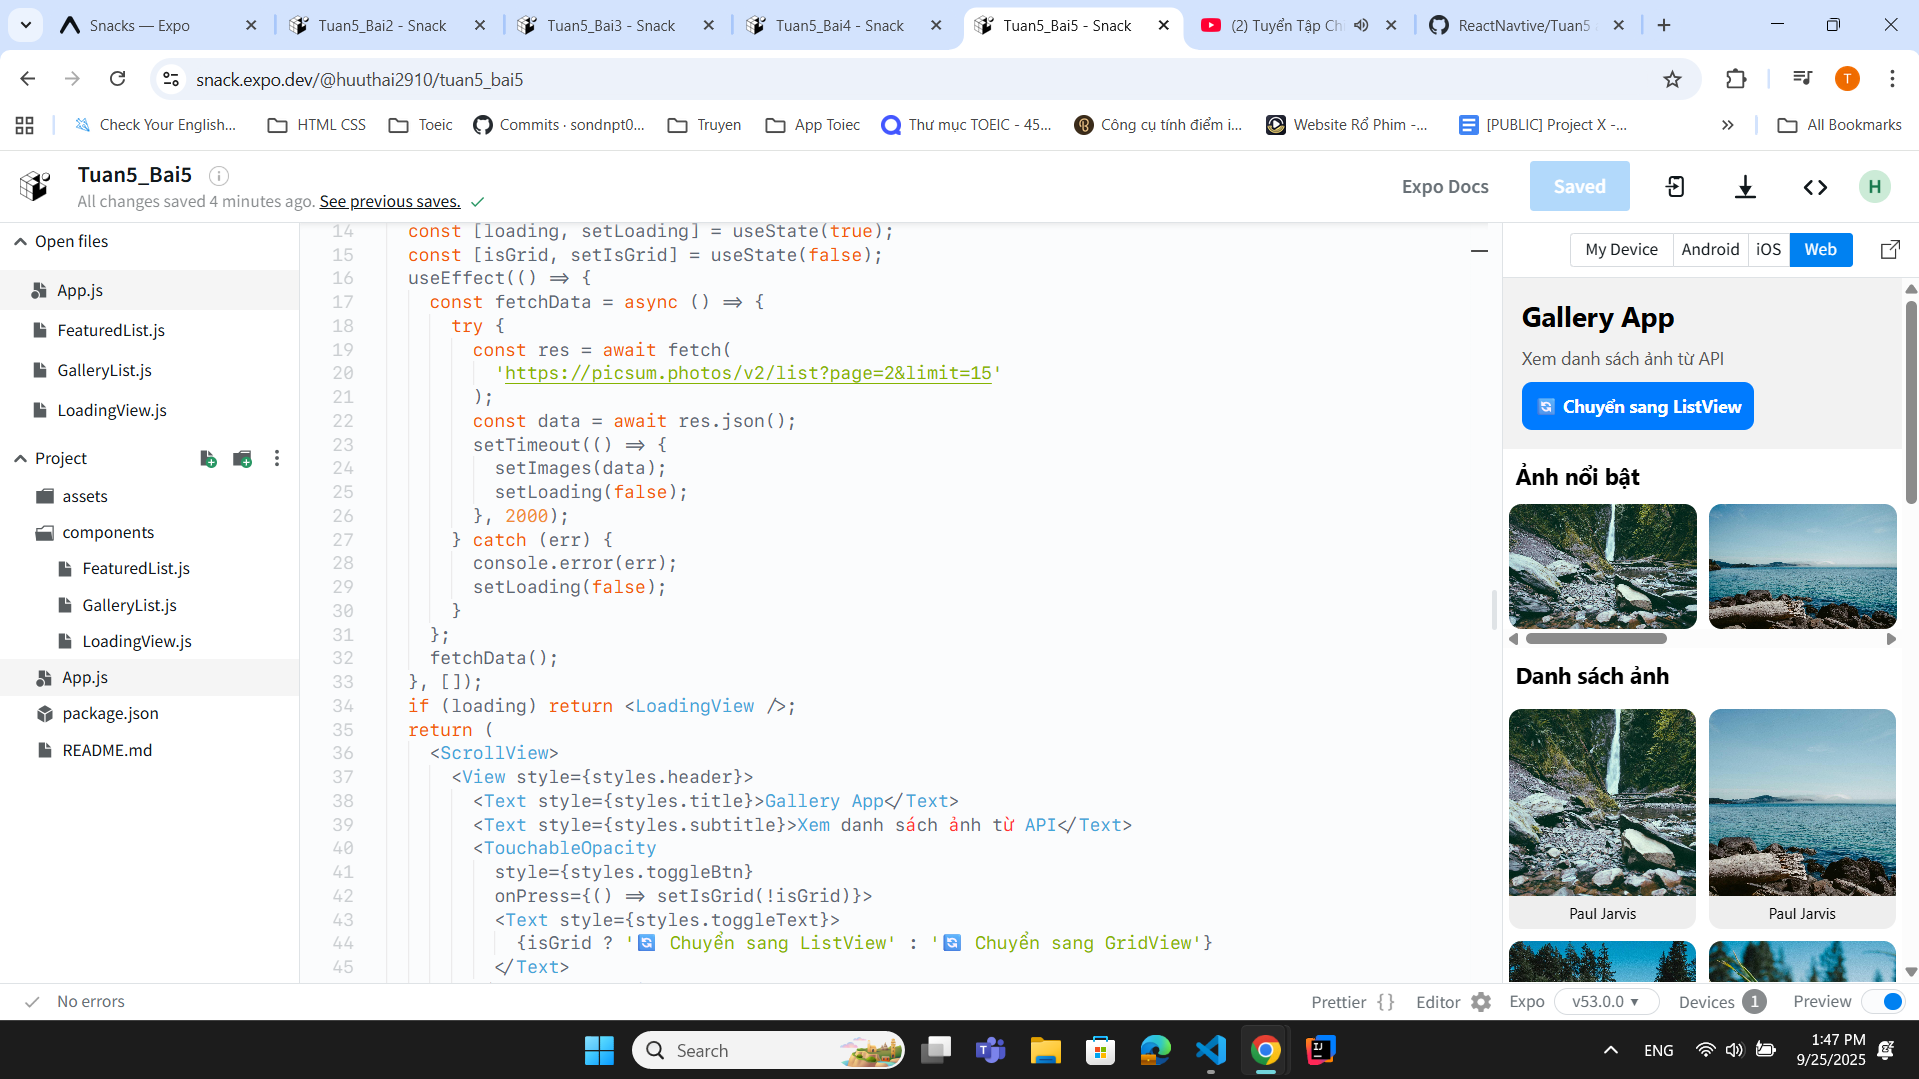 Snacks — Expo
Tuan5_Bai2 - Snack
Tuan5_Bai3 - Snack
Tuan5_Bai4 - Snack
Tuan5_Bai5 - Snack
(2) Tuyển Tập Ch
ReactNavtive/Tuan5
snack.expo.dev/@huuthai2910/tuan5_bai5
T
Check Your English...
HTML CSS
Toeic
Commits · sondnpt0...
Truyen
App Toiec
Thư mục TOEIC - 45...
Công cụ tính điểm i...
Website Rổ Phim -...
[PUBLIC] Project X -...
All Bookmarks
Tuan5_Bai5
All changes saved 4 minutes ago. See previous saves.
Expo Docs
Saved
H
Open files
App.js
FeaturedList.js
GalleryList.js
LoadingView.js
Project
assets
components
FeaturedList.js
GalleryList.js
LoadingView.js
App.js
package.json
README.md
14 const [loading, setLoading] = useState(true);
15 const [isGrid, setIsGrid] = useState(false);
16 useEffect(() => {
17 const fetchData = async () => {
18 try {
19 const res = await fetch(
20 'https://picsum.photos/v2/list?page=2&limit=15'
21 );
22 const data = await res.json();
23 setTimeout(() => {
24 setImages(data);
25 setLoading(false);
26 }, 2000);
27 } catch (err) {
28 console.error(err);
29 setLoading(false);
30 }
31 };
32 fetchData();
33 }, []);
34 if (loading) return <LoadingView />;
35 return (
36 <ScrollView>
37 <View style={styles.header}>
38 <Text style={styles.title}>Gallery App</Text>
39 <Text style={styles.subtitle}>Xem danh sách ảnh từ API</Text>
40 <TouchableOpacity
41 style={styles.toggleBtn}
42 onPress={() => setIsGrid(!isGrid)}>
43 <Text style={styles.toggleText}>
44 {isGrid ? '🔄 Chuyển sang ListView' : '🔄 Chuyển sang GridView'}
45 </Text>
My Device
Android
iOS
Web
Gallery App
Xem danh sách ảnh từ API
🔄 Chuyển sang ListView
Ảnh nổi bật
Danh sách ảnh
Paul Jarvis
Paul Jarvis
No errors
Prettier { }
Editor
Expo
v53.0.0
Devices 1
Preview
Search
ENG
1:47 PM
9/25/2025